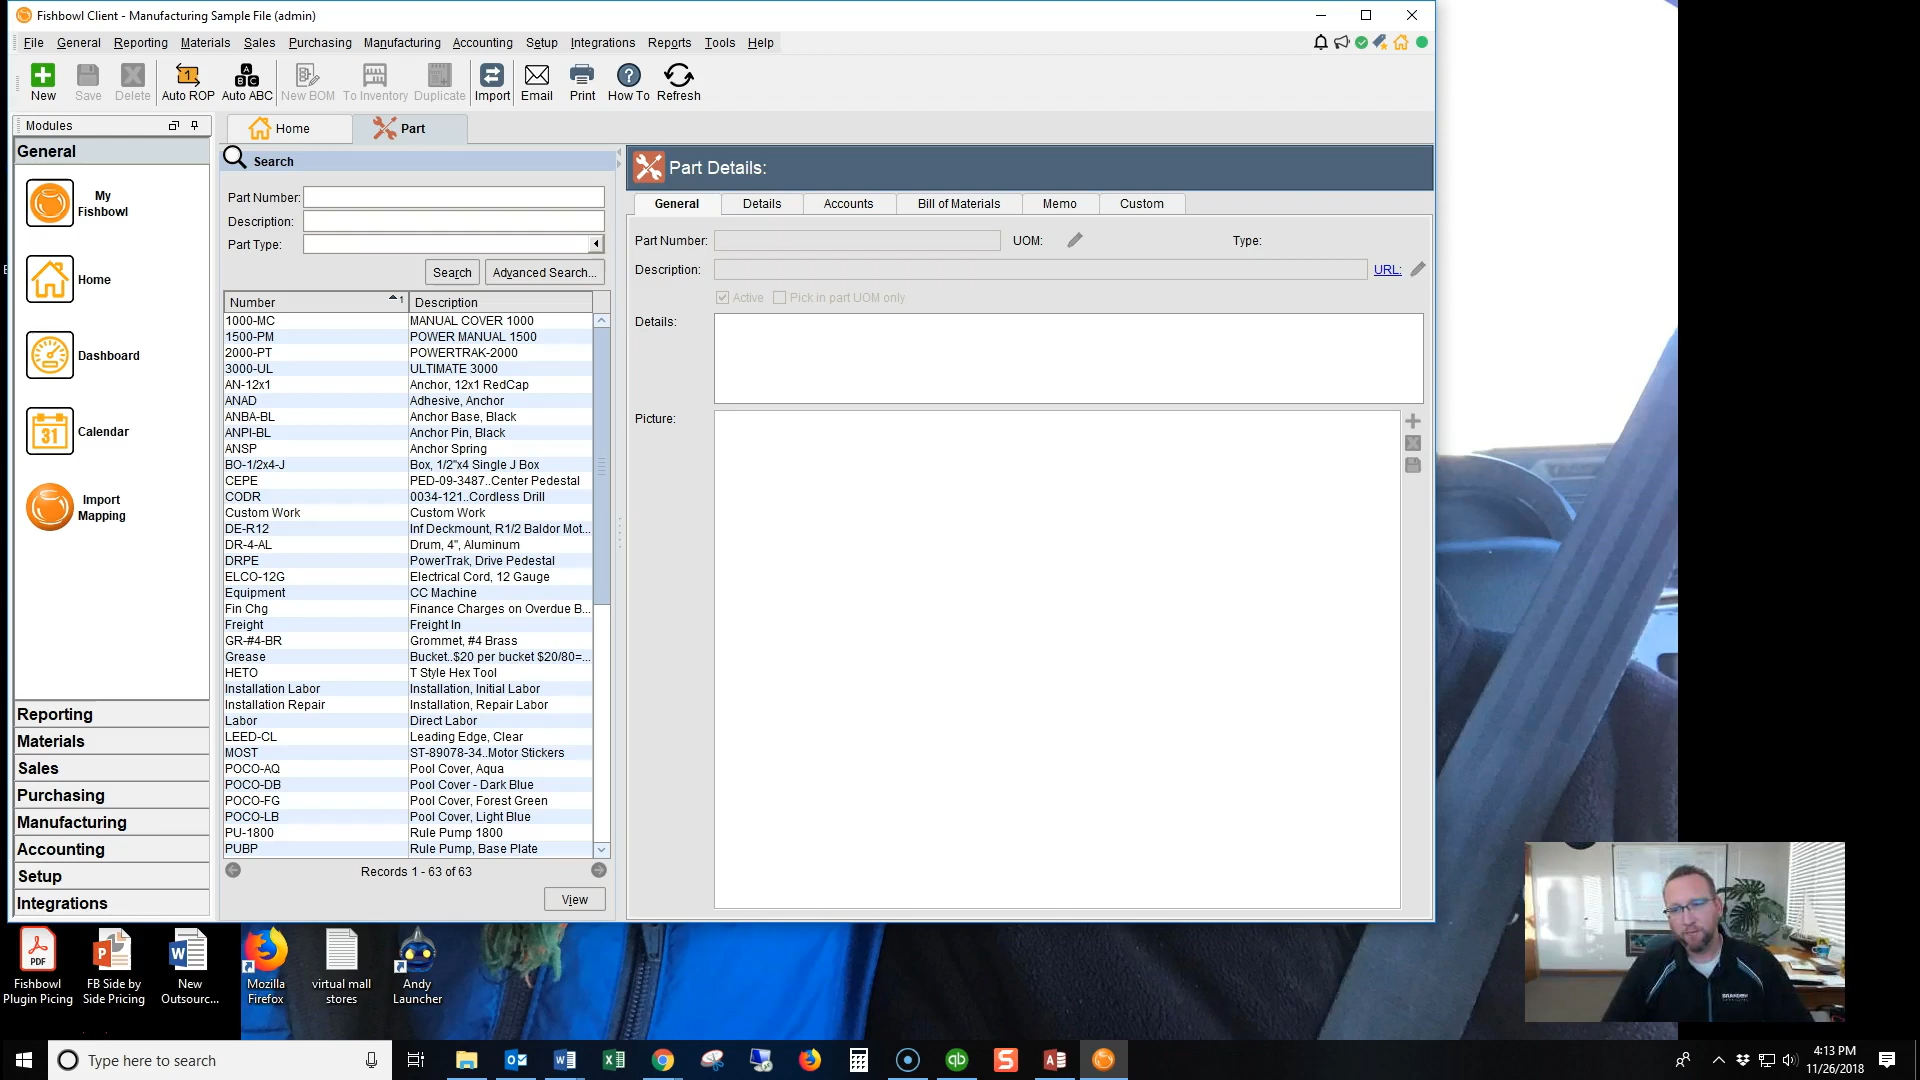 Fishbowl Client - Manufacturing Sample File (admin)
File General Reporting Materials Sales Purchasing Manufacturing Accounting Setup Integrations Reports Tools Help
New Save Delete Auto ROP Auto ABC New BOM To Inventory Duplicate Import Email Print How To Refresh
Modules
General
My
Fishbowl
Home
Dashboard
31
Calendar
Import
Mapping
Reporting
Materials
Sales
Purchasing
Manufacturing
Accounting
Setup
Integrations
Home Part
Search
Part Number:
Description:
Part Type:
Search Advanced Search...
Number 1 Description
1000-MC MANUAL COVER 1000
1500-PM POWER MANUAL 1500
2000-PT POWERTRAK-2000
3000-UL ULTIMATE 3000
AN-12x1 Anchor, 12x1 RedCap
ANAD Adhesive, Anchor
ANBA-BL Anchor Base, Black
ANPI-BL Anchor Pin, Black
ANSP Anchor Spring
BO-1/2x4-J Box, 1/2"x4 Single J Box
CEPE PED-09-3487..Center Pedestal
CODR 0034-121..Cordless Drill
Custom Work Custom Work
DE-R12 Inf Deckmount, R1/2 Baldor Mot...
DR-4-AL Drum, 4", Aluminum
DRPE PowerTrak, Drive Pedestal
ELCO-12G Electrical Cord, 12 Gauge
Equipment CC Machine
Fin Chg Finance Charges on Overdue B...
Freight Freight In
GR-#4-BR Grommet, #4 Brass
Grease Bucket..$20 per bucket $20/80=...
HETO T Style Hex Tool
Installation Labor Installation, Initial Labor
Installation Repair Installation, Repair Labor
Labor Direct Labor
LEED-CL Leading Edge, Clear
MOST ST-89078-34..Motor Stickers
POCO-AQ Pool Cover, Aqua
POCO-DB Pool Cover - Dark Blue
POCO-FG Pool Cover, Forest Green
POCO-LB Pool Cover, Light Blue
PU-1800 Rule Pump 1800
PUBP Rule Pump, Base Plate
Records 1 - 63 of 63
View
Part Details:
General Details Accounts Bill of Materials Memo Custom
Part Number: UOM: Type:
Description: URL:
Active Pick in part UOM only
Details:
Picture:
PDF
Fishbowl
Plugin Picing
FB Side by
Side Pricing
New
Outsourc...
Mozilla
Firefox
virtual mall
stores
Andy
Launcher
Type here to search
4:13 PM
11/26/2018